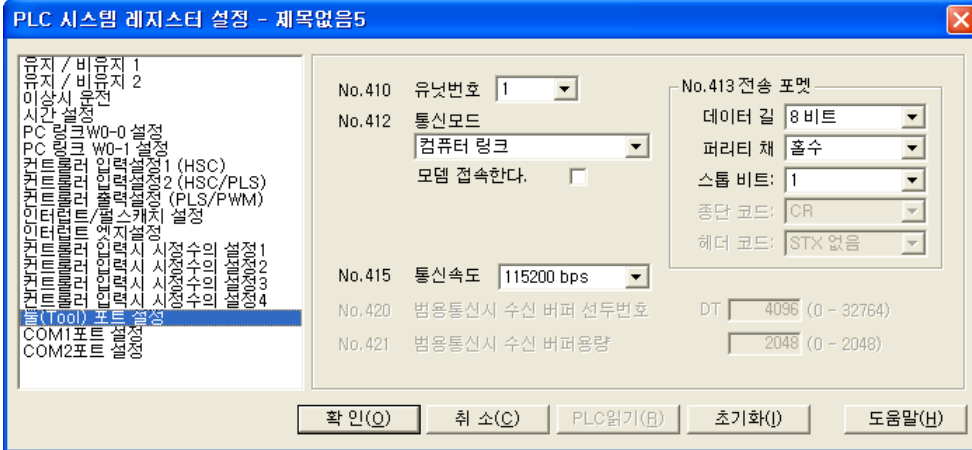 PLC 시스템 레지스터 설정 - 제목없음5
유지 / 비유지 1
유지 / 비유지 2
이상시 운전
시간 설정
PC 링크W0-0 설정
PC 링크 W0-1 설정
컨트롤러 입력설정1 (HSC)
컨트롤러 입력설정2 (HSC/PLS)
컨트롤러 출력설정 (PLS/PWM)
인터럽트/펄스캐치 설정
인터럽트 엣지설정
컨트롤러 입력시 시정수의 설정1
컨트롤러 입력시 시정수의 설정2
컨트롤러 입력시 시정수의 설정3
컨트롤러 입력시 시정수의 설정4
툴(Tool) 포트 설정
COM1포트 설정
COM2포트 설정
No.410 유닛번호 1
No.412 통신모드
컴퓨터 링크
모뎀 접속한다.
No.413 전송 포멧
데이터 길 8 비트
퍼리티 채 홀수
스톱 비트: 1
종단 코드: CR
헤더 코드: STX 없음
No.415 통신속도 115200 bps
No.420 범용통신시 수신 버퍼 선두번호 DT 4096 (0 - 32764)
No.421 범용통신시 수신 버퍼용량 2048 (0 - 2048)
확 인(O) 취 소(C) PLC읽기(R) 초기화(I) 도움말(H)